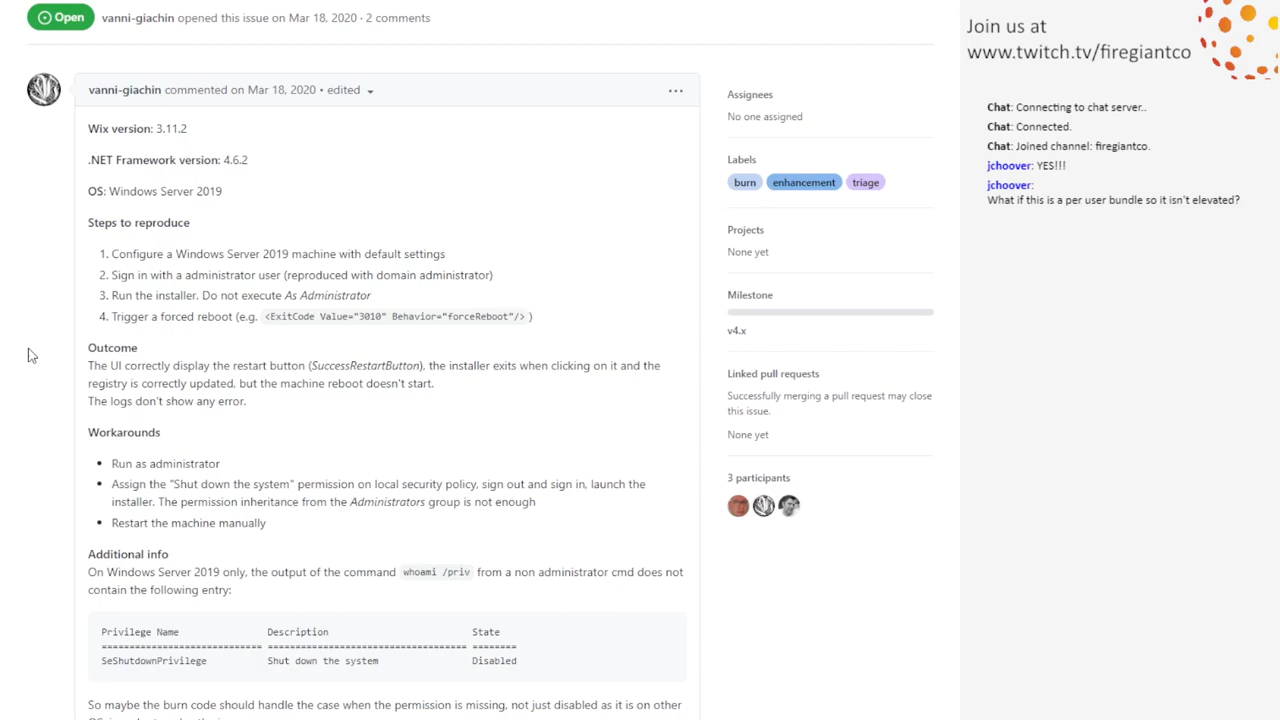 Open
vanni-giachin opened this issue on Mar 18, 2020 · 2 comments
vanni-giachin commented on Mar 18, 2020 • edited
Wix version: 3.11.2
.NET Framework version: 4.6.2
OS: Windows Server 2019
Steps to reproduce
1. Configure a Windows Server 2019 machine with default settings
2. Sign in with a administrator user (reproduced with domain administrator)
3. Run the installer. Do not execute As Administrator
4. Trigger a forced reboot (e.g. <ExitCode Value="3010" Behavior="forceReboot"/> )
Outcome
The UI correctly display the restart button (SuccessRestartButton), the installer exits when clicking on it and the
registry is correctly updated, but the machine reboot doesn't start.
The logs don't show any error.
Workarounds
• Run as administrator
• Assign the "Shut down the system" permission on local security policy, sign out and sign in, launch the
installer. The permission inheritance from the Administrators group is not enough
• Restart the machine manually
Additional info
On Windows Server 2019 only, the output of the command whoami /priv from a non administrator cmd does not
contain the following entry:
Privilege Name Description State
============================= ==================================== ========
SeShutdownPrivilege Shut down the system Disabled
So maybe the burn code should handle the case when the permission is missing, not just disabled as it is on other
Assignees
No one assigned
Labels
burn enhancement triage
Projects
None yet
Milestone
v4.x
Linked pull requests
Successfully merging a pull request may close
this issue.
None yet
3 participants
Join us at
www.twitch.tv/firegiantco
Chat: Connecting to chat server..
Chat: Connected.
Chat: Joined channel: firegiantco.
jchoover: YES!!!
jchoover:
What if this is a per user bundle so it isn't elevated?